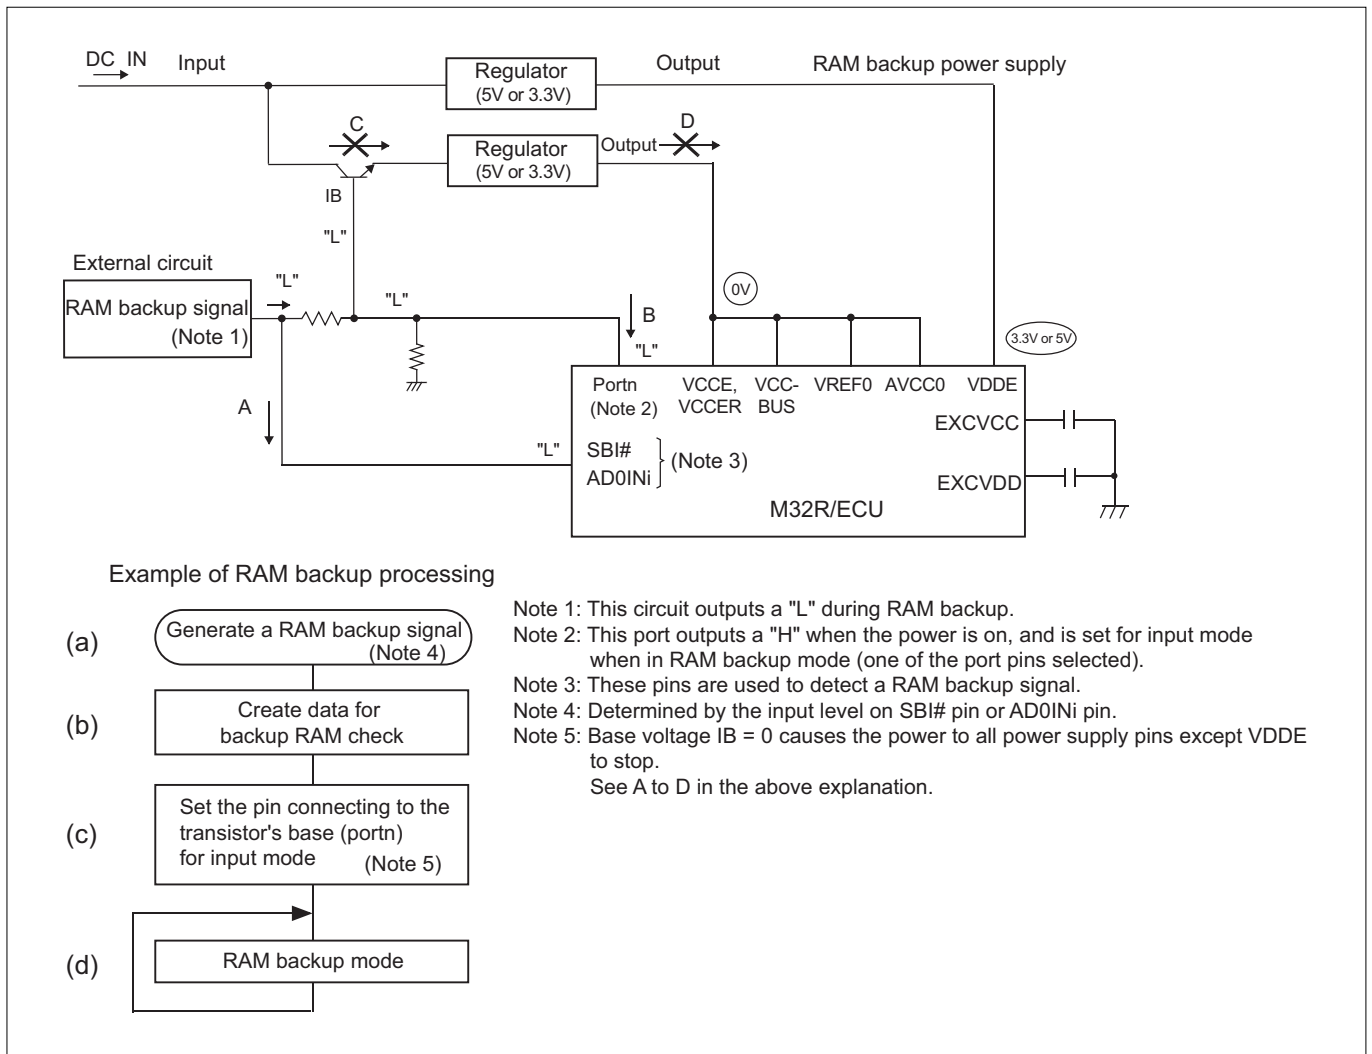 DC IN
Input
Regulator
(5V or 3.3V)
Output
RAM backup power supply
C
D
Regulator
(5V or 3.3V)
Output
IB
"L"
External circuit
"L"
RAM backup signal
(Note 1)
"L"
0V
B
"L"
3.3V or 5V
A
Portn
(Note 2)
VCCE,
VCCER
VCC-
BUS
VREF0
AVCC0
VDDE
EXCVCC
"L"
SBI#
AD0INi
(Note 3)
EXCVDD
M32R/ECU
Example of RAM backup processing
(a)
Generate a RAM backup signal
(Note 4)
(b)
Create data for
backup RAM check
(c)
Set the pin connecting to the
transistor's base (portn)
for input mode
(Note 5)
(d)
RAM backup mode
Note 1: This circuit outputs a "L" during RAM backup.
Note 2: This port outputs a "H" when the power is on, and is set for input mode
when in RAM backup mode (one of the port pins selected).
Note 3: These pins are used to detect a RAM backup signal.
Note 4: Determined by the input level on SBI# pin or AD0INi pin.
Note 5: Base voltage IB = 0 causes the power to all power supply pins except VDDE
to stop.
See A to D in the above explanation.